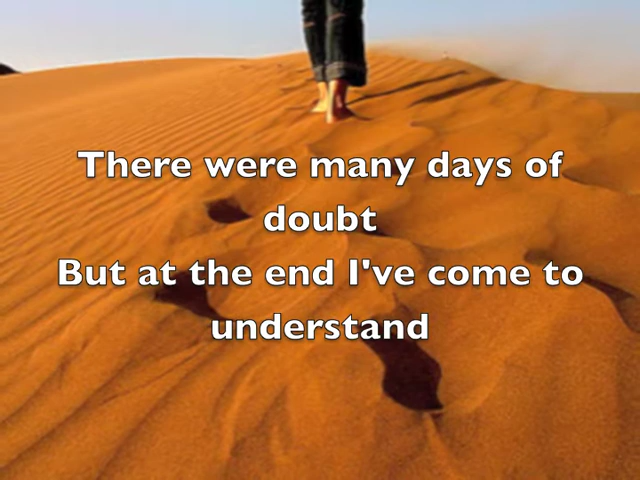 There were many days of
doubt
But at the end I've come to
understand